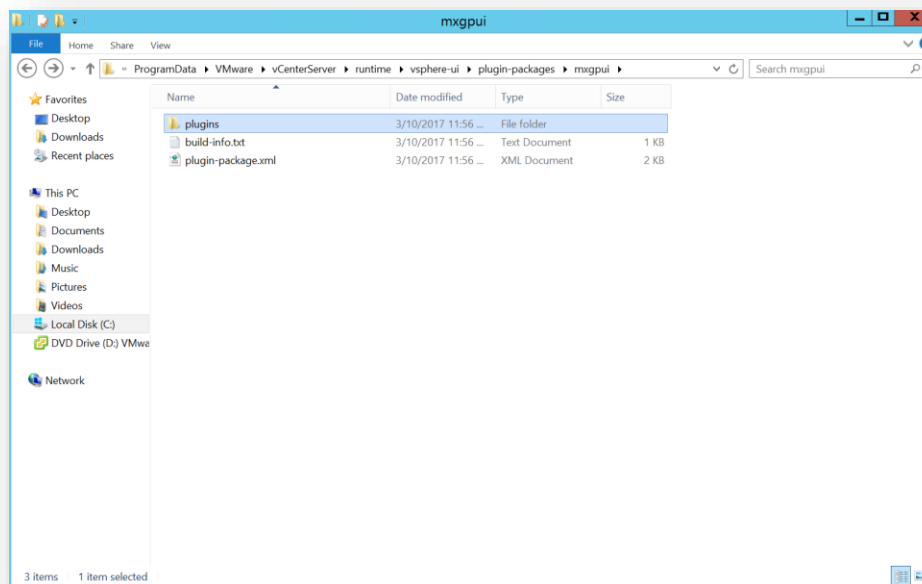 mxgpui
File Home Share View
« ProgramData VMware vCenterServer runtime vsphere-ui plugin-packages mxgpui Search mxgpui
Name Date modified Type Size
Favorites
Desktop
Downloads
Recent places
This PC
Desktop
Documents
Downloads
Music
Pictures
Videos
Local Disk (C:)
DVD Drive (D:) VMwa
Network
plugins 3/10/2017 11:56 ... File folder
build-info.txt 3/10/2017 11:56 ... Text Document 1 KB
plugin-package.xml 3/10/2017 11:56 ... XML Document 2 KB
3 items 1 item selected